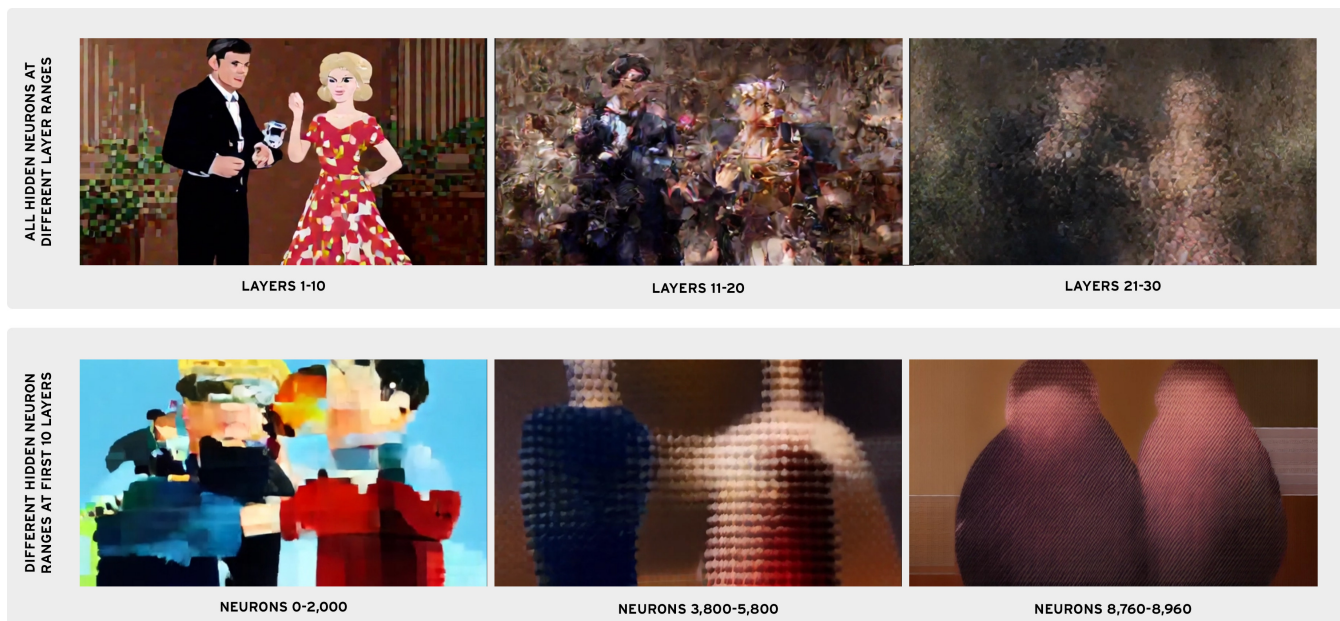 ALL HIDDEN NEURONS AT
DIFFERENT LAYER RANGES
LAYERS 1-10
LAYERS 11-20
LAYERS 21-30
DIFFERENT HIDDEN NEURON
RANGES AT FIRST 10 LAYERS
NEURONS 0-2,000
NEURONS 3,800-5,800
NEURONS 8,760-8,960